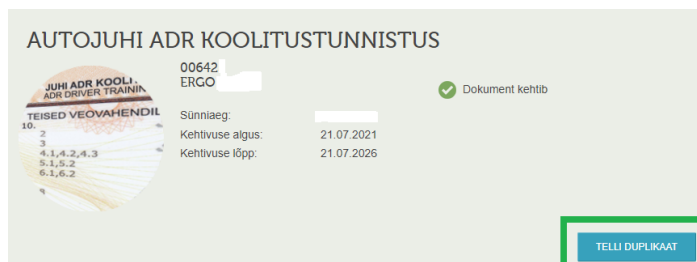 AUTOJUHI ADR KOOLITUSTUNNISTUS
00642
ERGO
Dokument kehtib
Sünniaeg:
Kehtivuse algus: 21.07.2021
Kehtivuse lõpp: 21.07.2026
JUHI ADR KOOLI
ADR DRIVER TRAININ
TEISED VEOVAHENDIL
10.
2
3
4.1,4.2,4.3
5.1,5.2
6.1,6.2
TELLI DUPLIKAAT